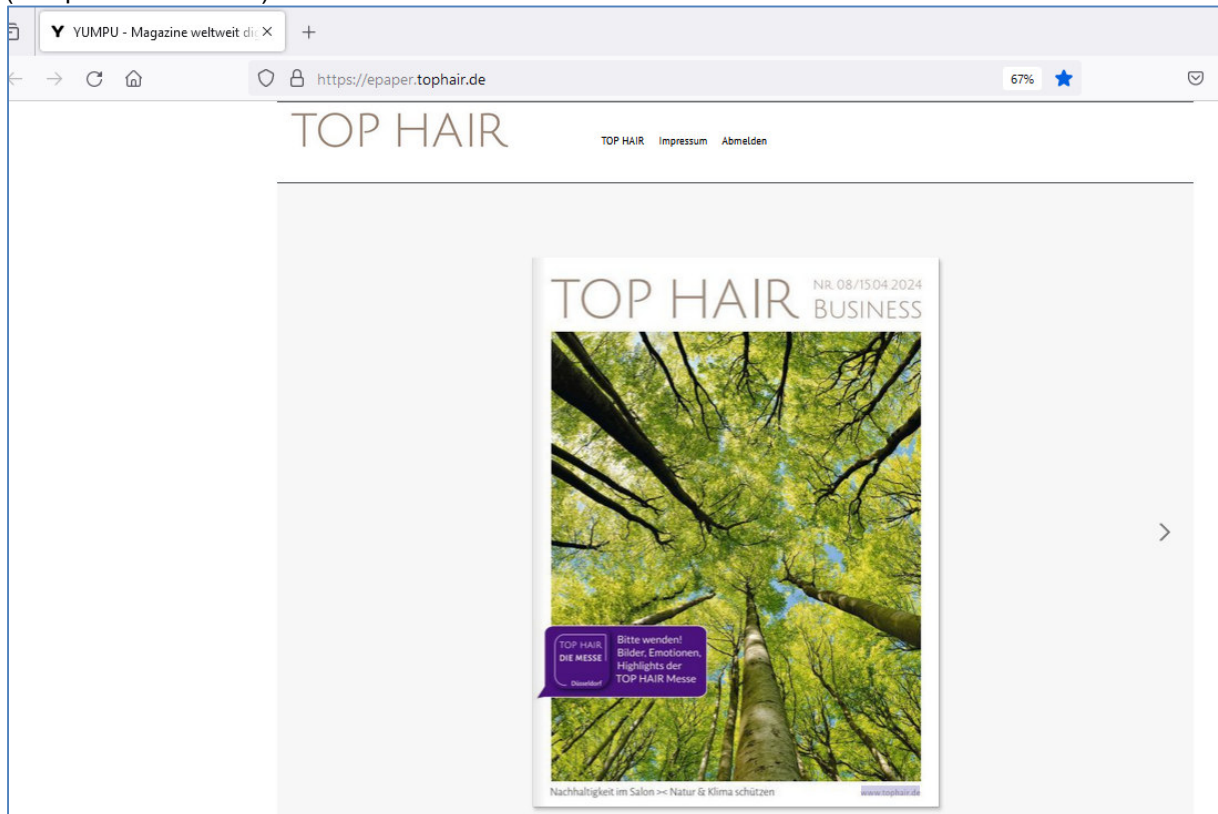 YUMPU - Magazine weltweit di
https://epaper.tophair.de
67%
TOP HAIR
TOP HAIR Impressum Abmelden
TOP HAIR
NR. 08/15.04.2024
BUSINESS
TOP HAIR
DIE MESSE
Düsseldorf
Bitte wenden!
Bilder, Emotionen,
Highlights der
TOP HAIR Messe
Nachhaltigkeit im Salon >< Natur & Klima schützen
www.tophair.de